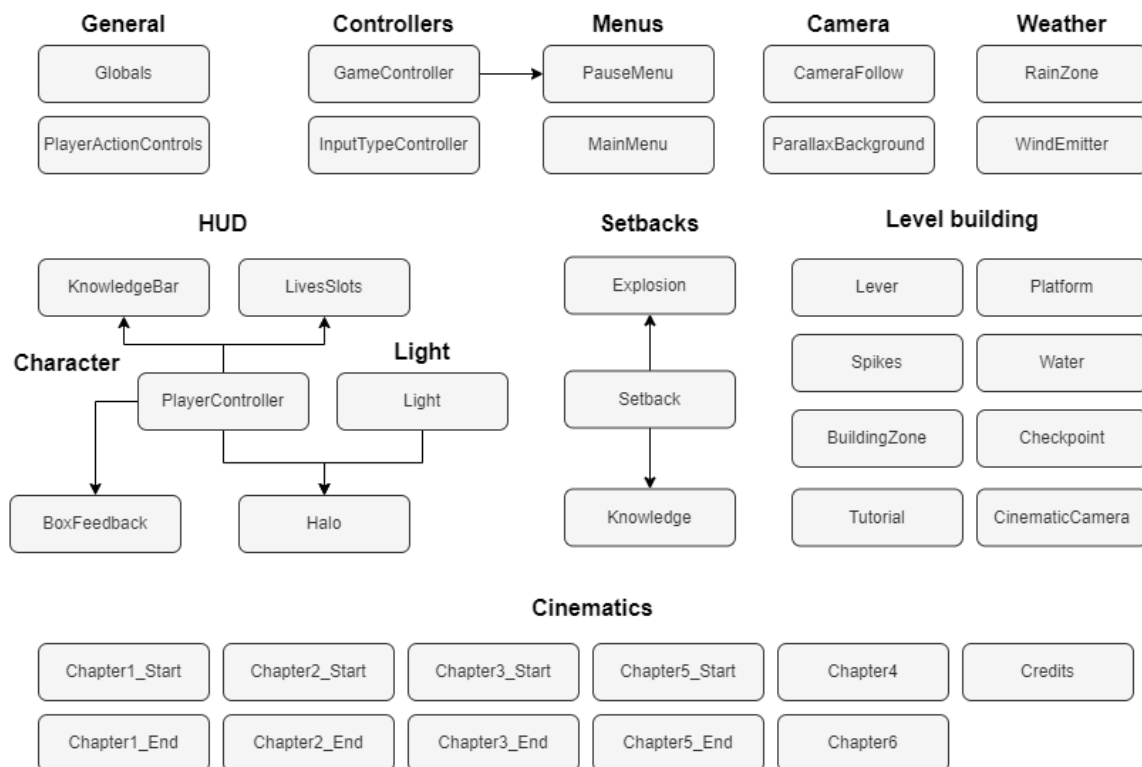 General
Controllers
Menus
Camera
Weather
Globals
GameController
PauseMenu
CameraFollow
RainZone
PlayerActionControls
InputTypeController
MainMenu
ParallaxBackground
WindEmitter
HUD
Setbacks
Level building
KnowledgeBar
LivesSlots
Explosion
Lever
Platform
Character
Light
Spikes
Water
PlayerController
Light
Setback
BuildingZone
Checkpoint
BoxFeedback
Halo
Knowledge
Tutorial
CinematicCamera
Cinematics
Chapter1_Start
Chapter2_Start
Chapter3_Start
Chapter5_Start
Chapter4
Credits
Chapter1_End
Chapter2_End
Chapter3_End
Chapter5_End
Chapter6